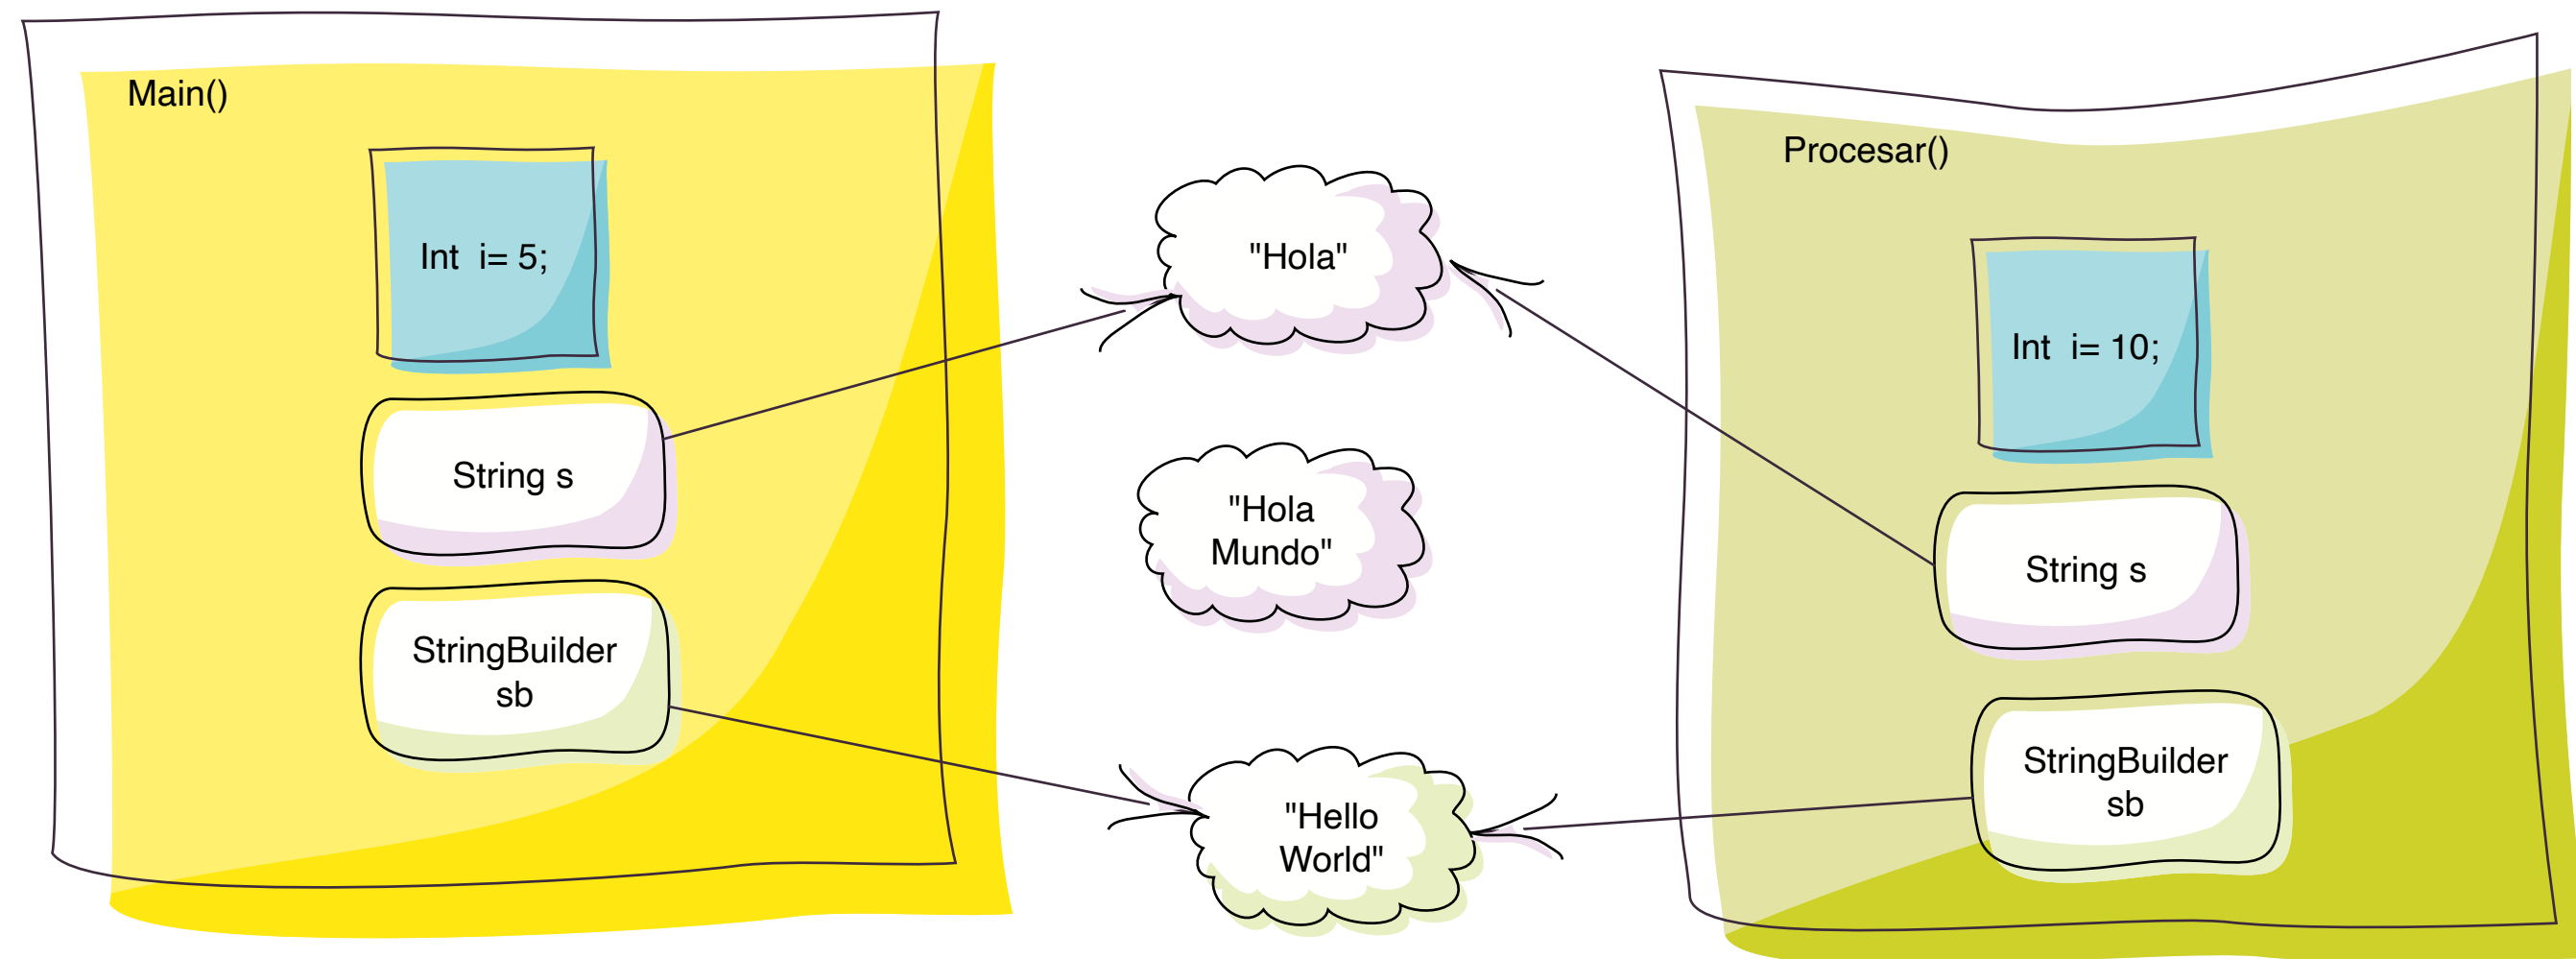 Main()
Int  i= 5;
String s
StringBuilder
sb
"Hola"
"Hola
Mundo"
"Hello
World"
Procesar()
Int  i= 10;
String s
StringBuilder
sb